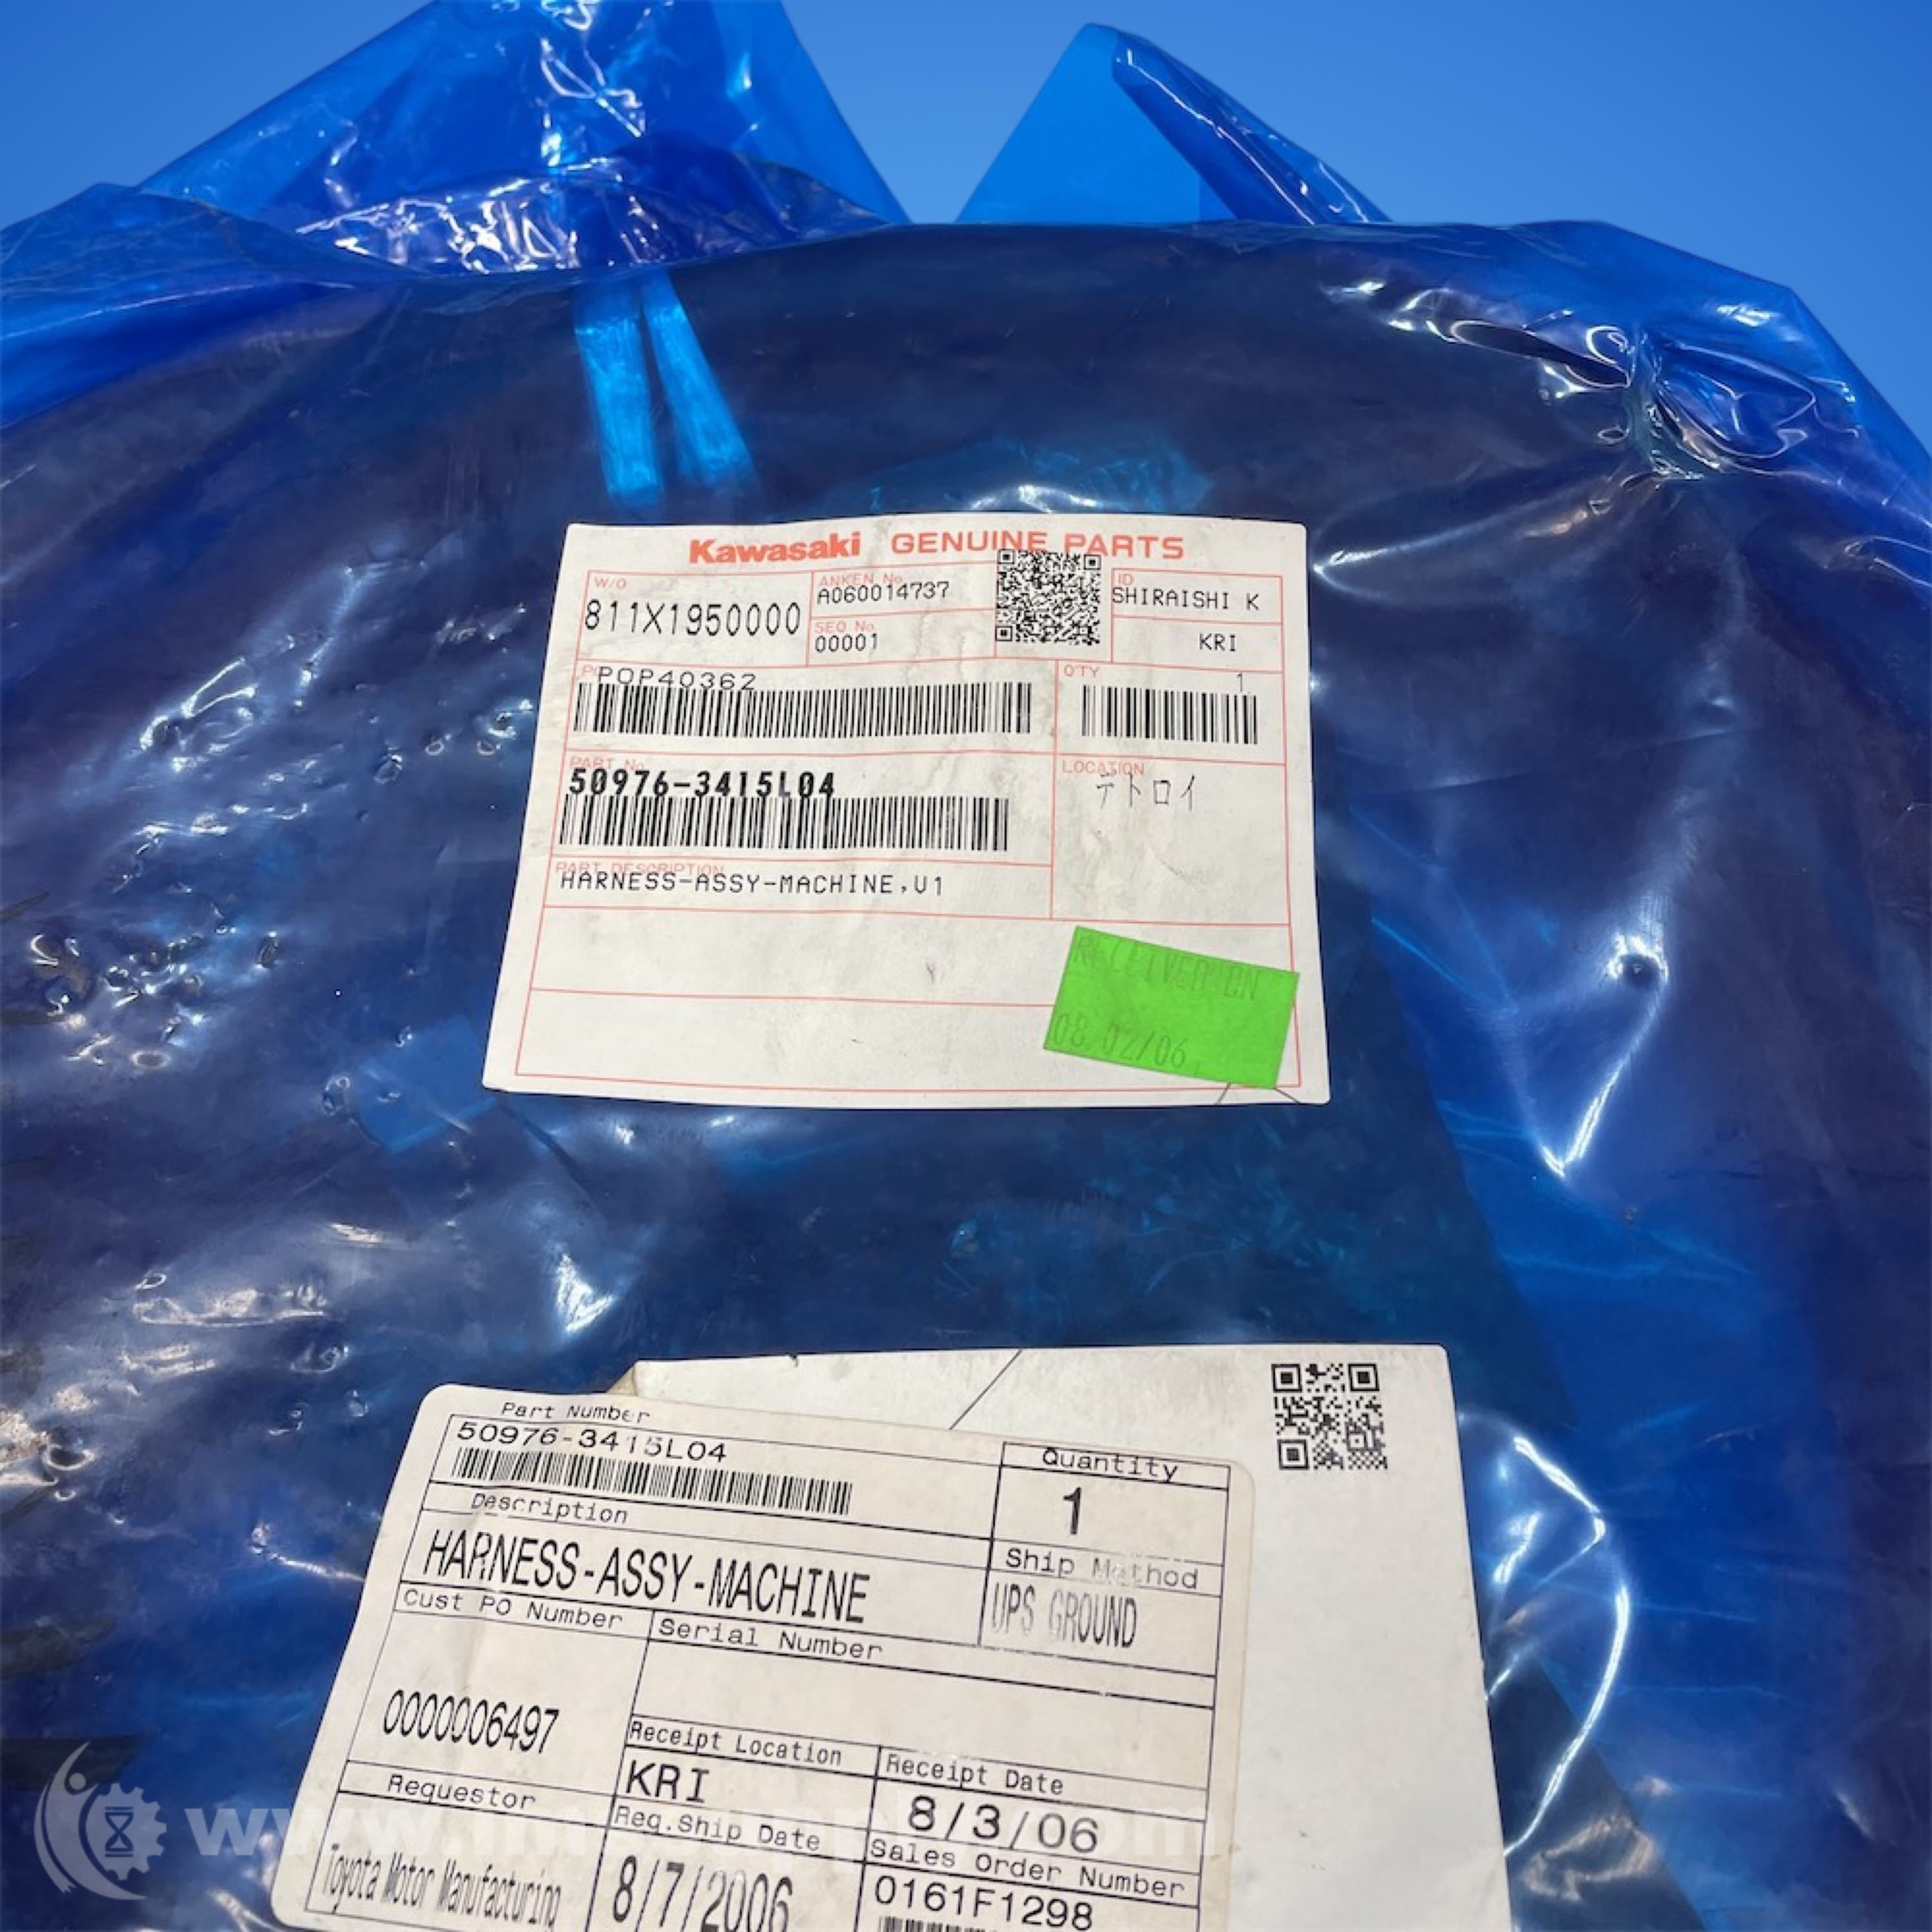 Kawasaki GENUINE PARTS
W/O
811X1950000
ANKEN No.
A060014737
SEQ No.
00001
ID
SHIRAISHI K
KRI
POP40362
Q'TY
1
PART No.
50976-3415L04
LOCATION
テトロイ
PART DESCRIPTION
HARNESS-ASSY-MACHINE,U1
RECEIVED ON
08/02/06
Part Number
50976-3415L04
Quantity
1
Description
HARNESS-ASSY-MACHINE
Ship Method
UPS GROUND
Cust PO Number
0000006497
Serial Number
Receipt Location
KRI
Receipt Date
8/3/06
Requestor
Toyota Motor Manufacturing
Req.Ship Date
8/7/2006
Sales Order Number
0161F1298